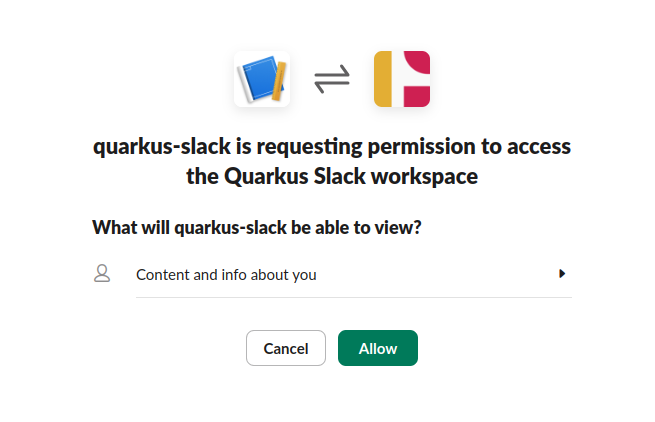 quarkus-slack is requesting permission to access
the Quarkus Slack workspace
What will quarkus-slack be able to view?
Content and info about you
Cancel
Allow